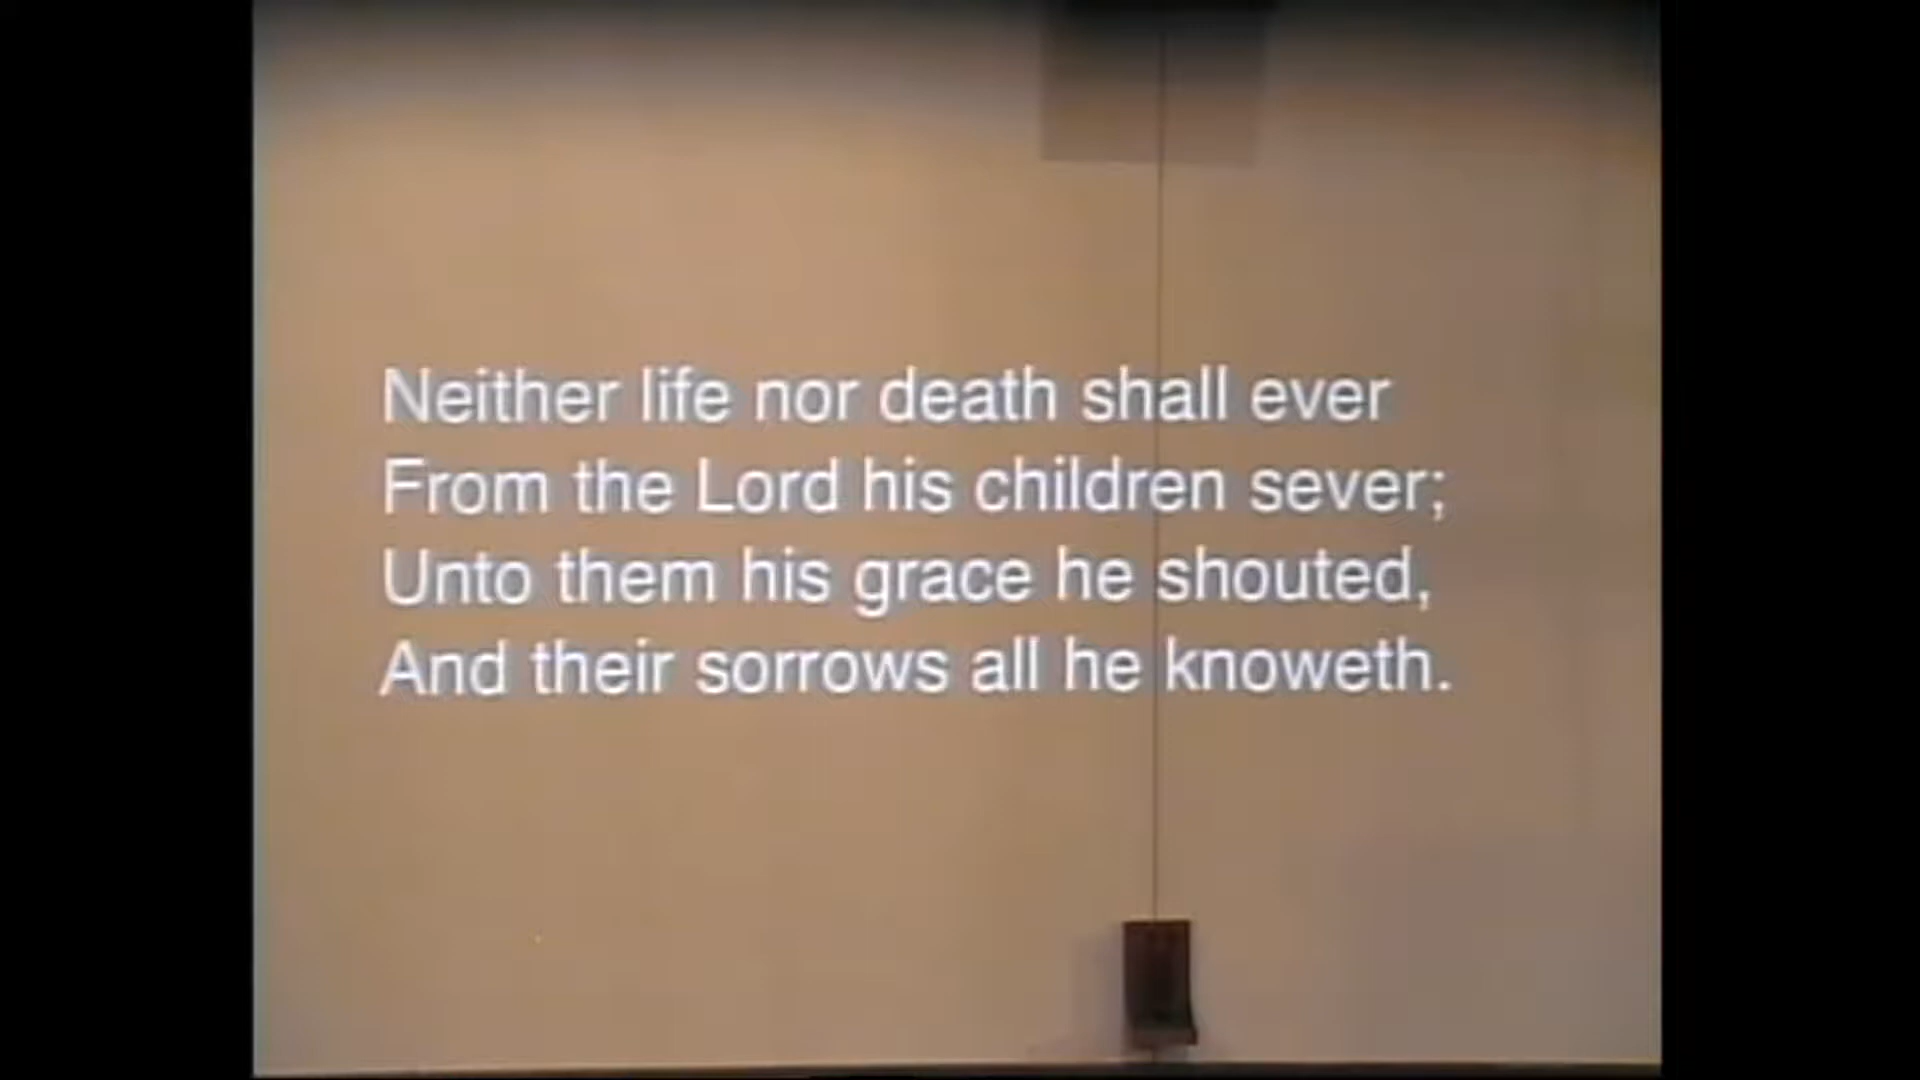 Neither life nor death shall ever
From the Lord his children sever;
Unto them his grace he shouted,
And their sorrows all he knoweth.